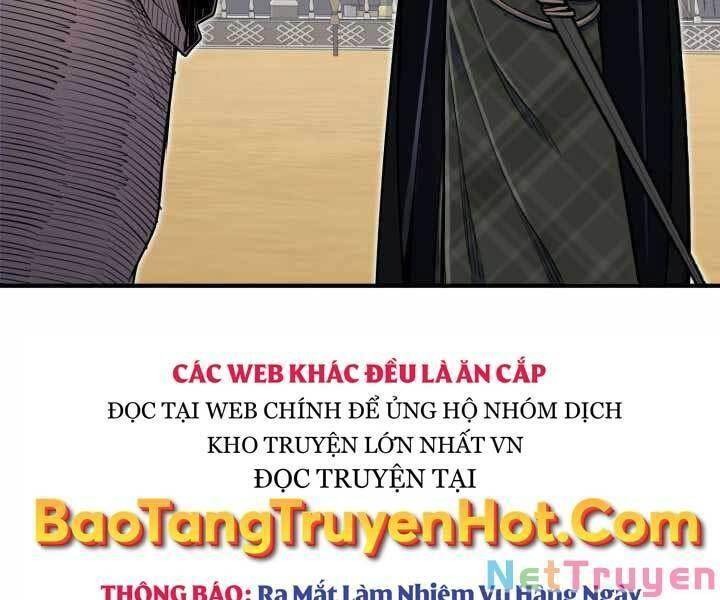 CÁC WEB KHÁC ĐỀU LÀ ĂN CẮP
ĐỌC TẠI WEB CHÍNH ĐỂ ỦNG HỘ NHÓM DỊCH
KHO TRUYỆN LỚN NHẤT VN
ĐỌC TRUYỆN TẠI
BaoTangTruyenHot.Com
NetTruyen
THÔNG BÁO: Ra Mắt Làm Nhiệm Vụ Hàng Ngày